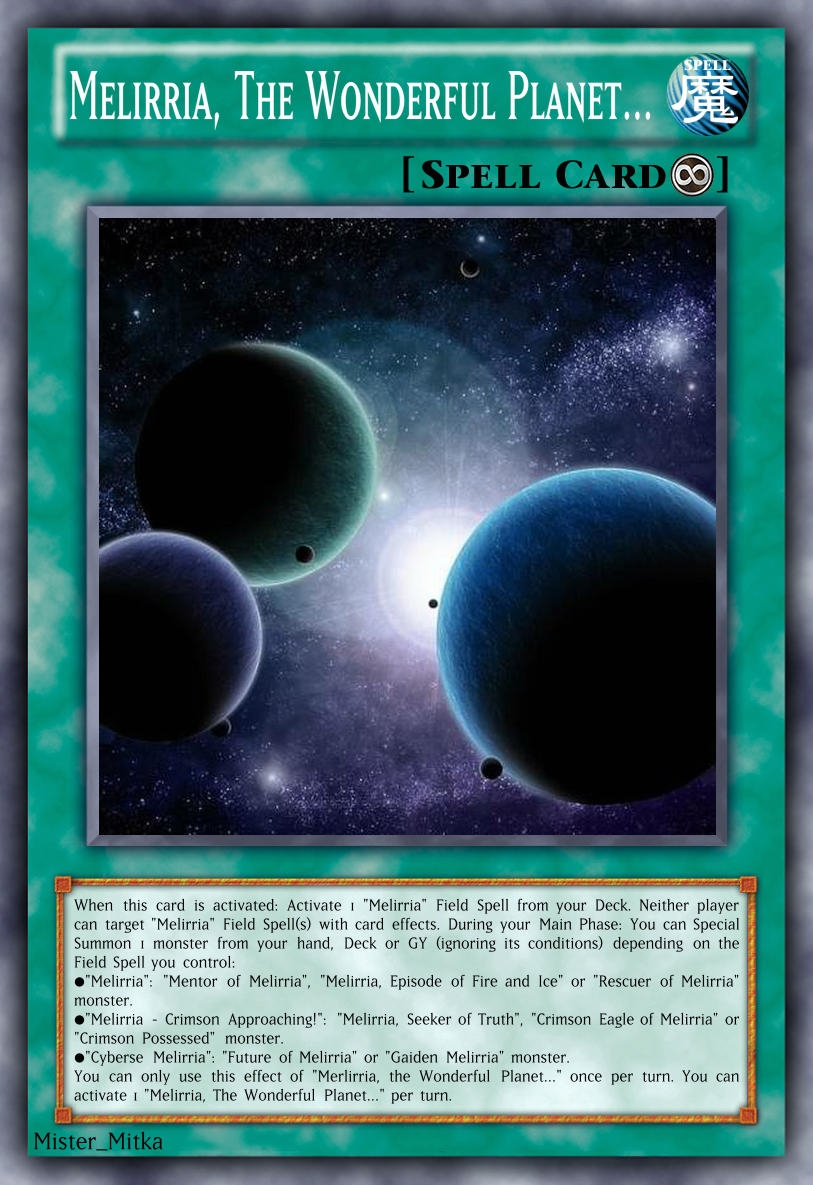 Melirria, The Wonderful Planet...
SPELL
魔
[Spell Card∞]
When this card is activated: Activate 1 "Melirria" Field Spell from your Deck. Neither player
can target "Melirria" Field Spell(s) with card effects. During your Main Phase: You can Special
Summon 1 monster from your hand, Deck or GY (ignoring its conditions) depending on the
Field Spell you control:
●"Melirria": "Mentor of Melirria", "Melirria, Episode of Fire and Ice" or "Rescuer of Melirria"
monster.
●"Melirria - Crimson Approaching!": "Melirria, Seeker of Truth", "Crimson Eagle of Melirria" or
"Crimson Possessed" monster.
●"Cyberse Melirria": "Future of Melirria" or "Gaiden Melirria" monster.
You can only use this effect of "Merlirria, the Wonderful Planet..." once per turn. You can
activate 1 "Melirria, The Wonderful Planet..." per turn.
Mister_Mitka